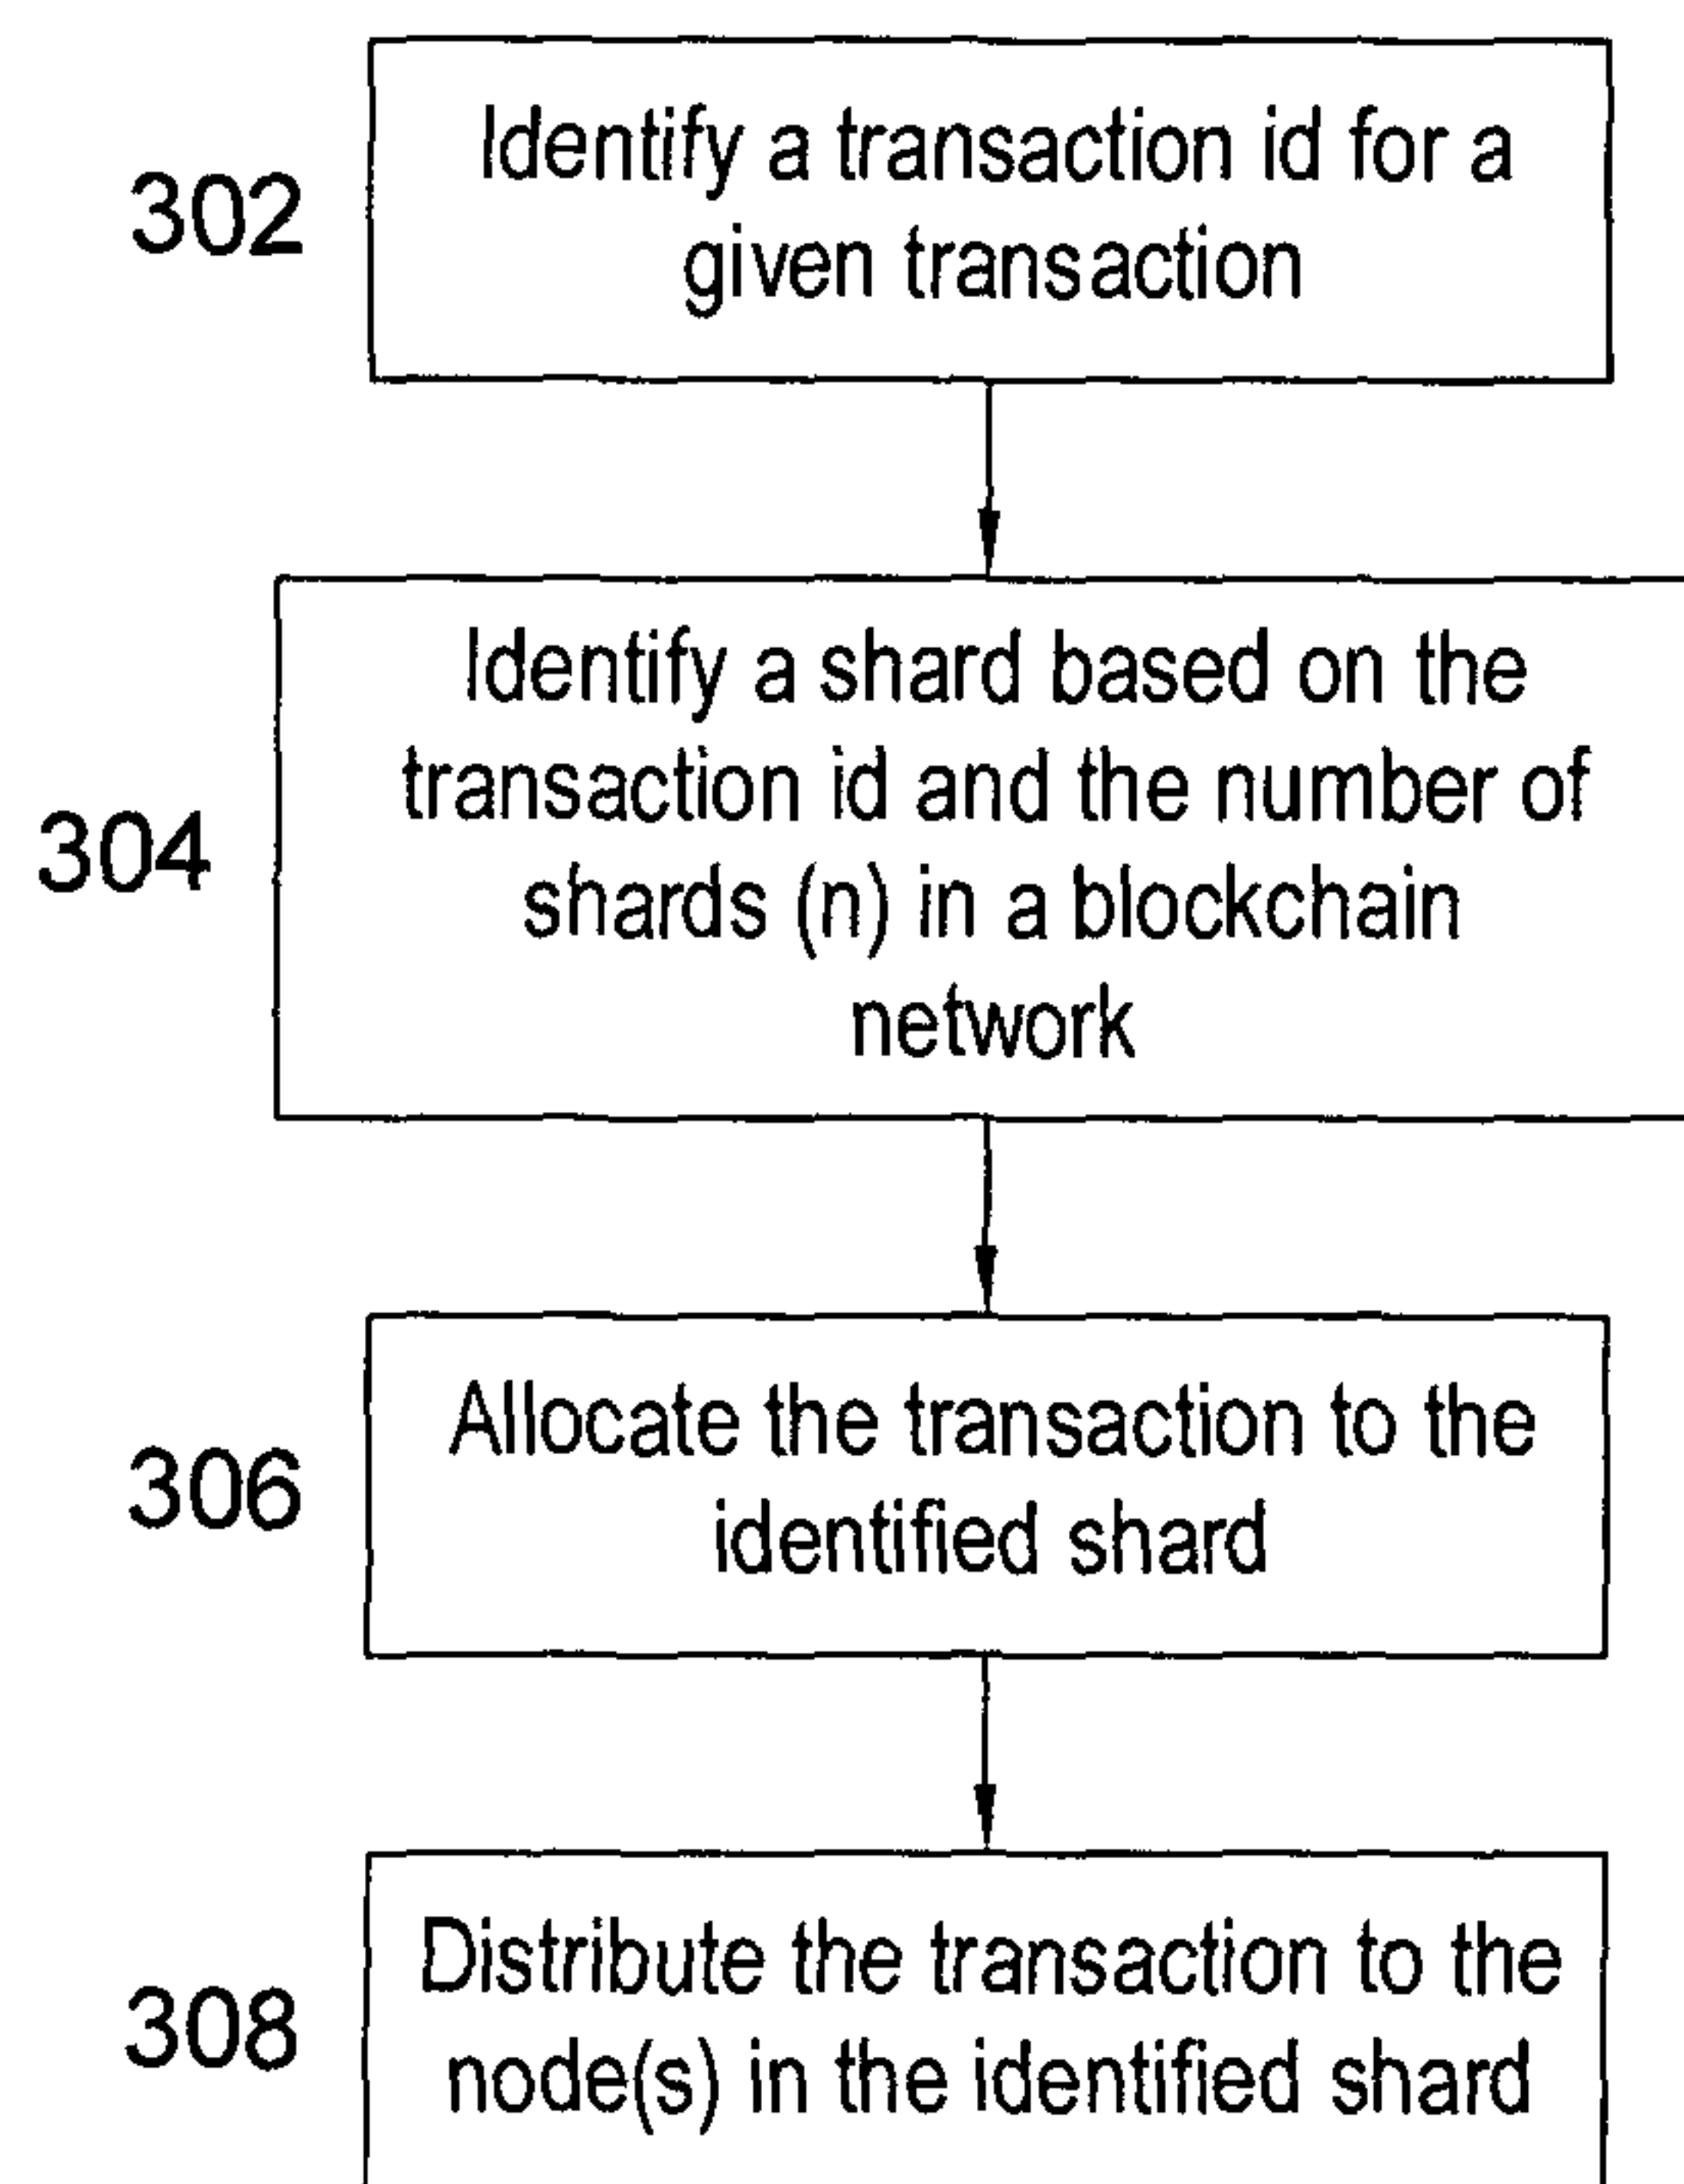 302
Identify a transaction id for a
given transaction
304
Identify a shard based on the
transaction id and the number of
shards (n) in a blockchain
network
306
Allocate the transaction to the
identified shard
308
Distribute the transaction to the
node(s) in the identified shard